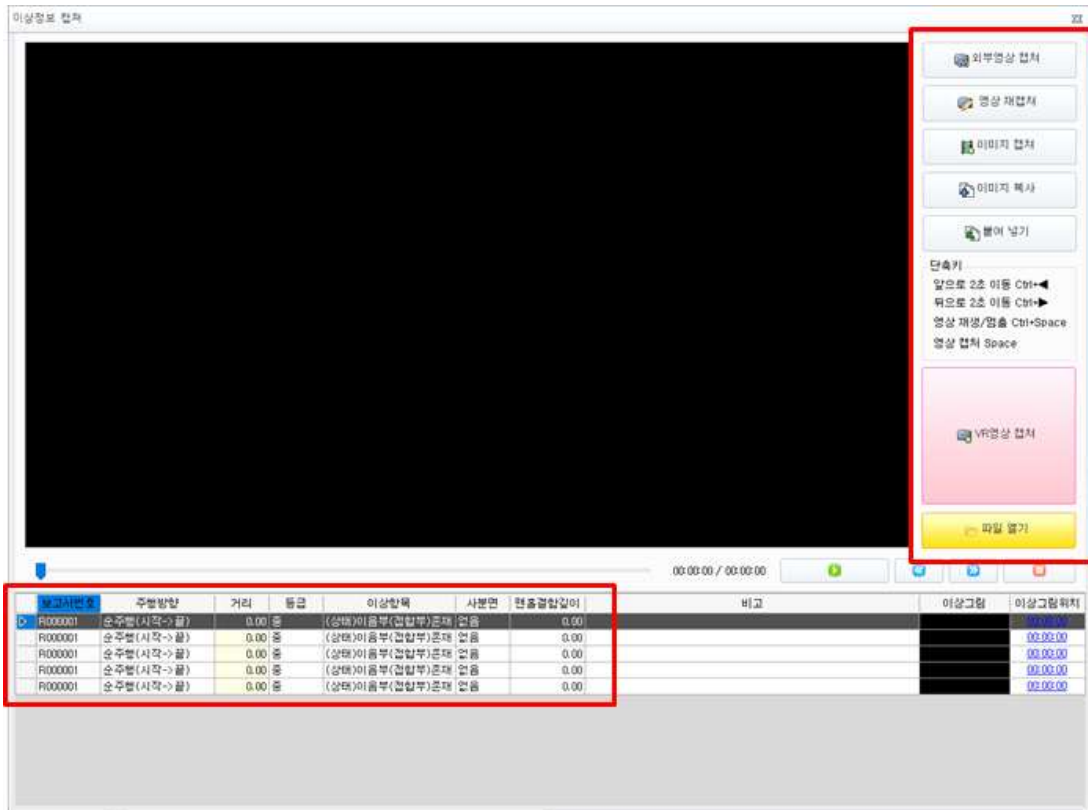 이상정보 캡쳐
외부영상 캡쳐
영상 재캡쳐
이미지 캡쳐
이미지 복사
붙여 넣기
단축키
앞으로 2초 이동 Ctrl+◀
뒤으로 2초 이동 Ctrl+▶
영상 재생/멈춤 Ctrl+Space
영상 캡쳐 Space
VR영상 캡쳐
파일 열기
00:00:00 / 00:00:00
보고서번호 주행방향 거리 등급 이상항목 사분면 맨홀결합깊이 비고 이상그림 이상그림위치
R000001 순주행(시작->끝) 0.00 중 (상태)이음부(접합부)존재 없음 0.00 00:00:00
R000001 순주행(시작->끝) 0.00 중 (상태)이음부(접합부)존재 없음 0.00 00:00:00
R000001 순주행(시작->끝) 0.00 중 (상태)이음부(접합부)존재 없음 0.00 00:00:00
R000001 순주행(시작->끝) 0.00 중 (상태)이음부(접합부)존재 없음 0.00 00:00:00
R000001 순주행(시작->끝) 0.00 중 (상태)이음부(접합부)존재 없음 0.00 00:00:00